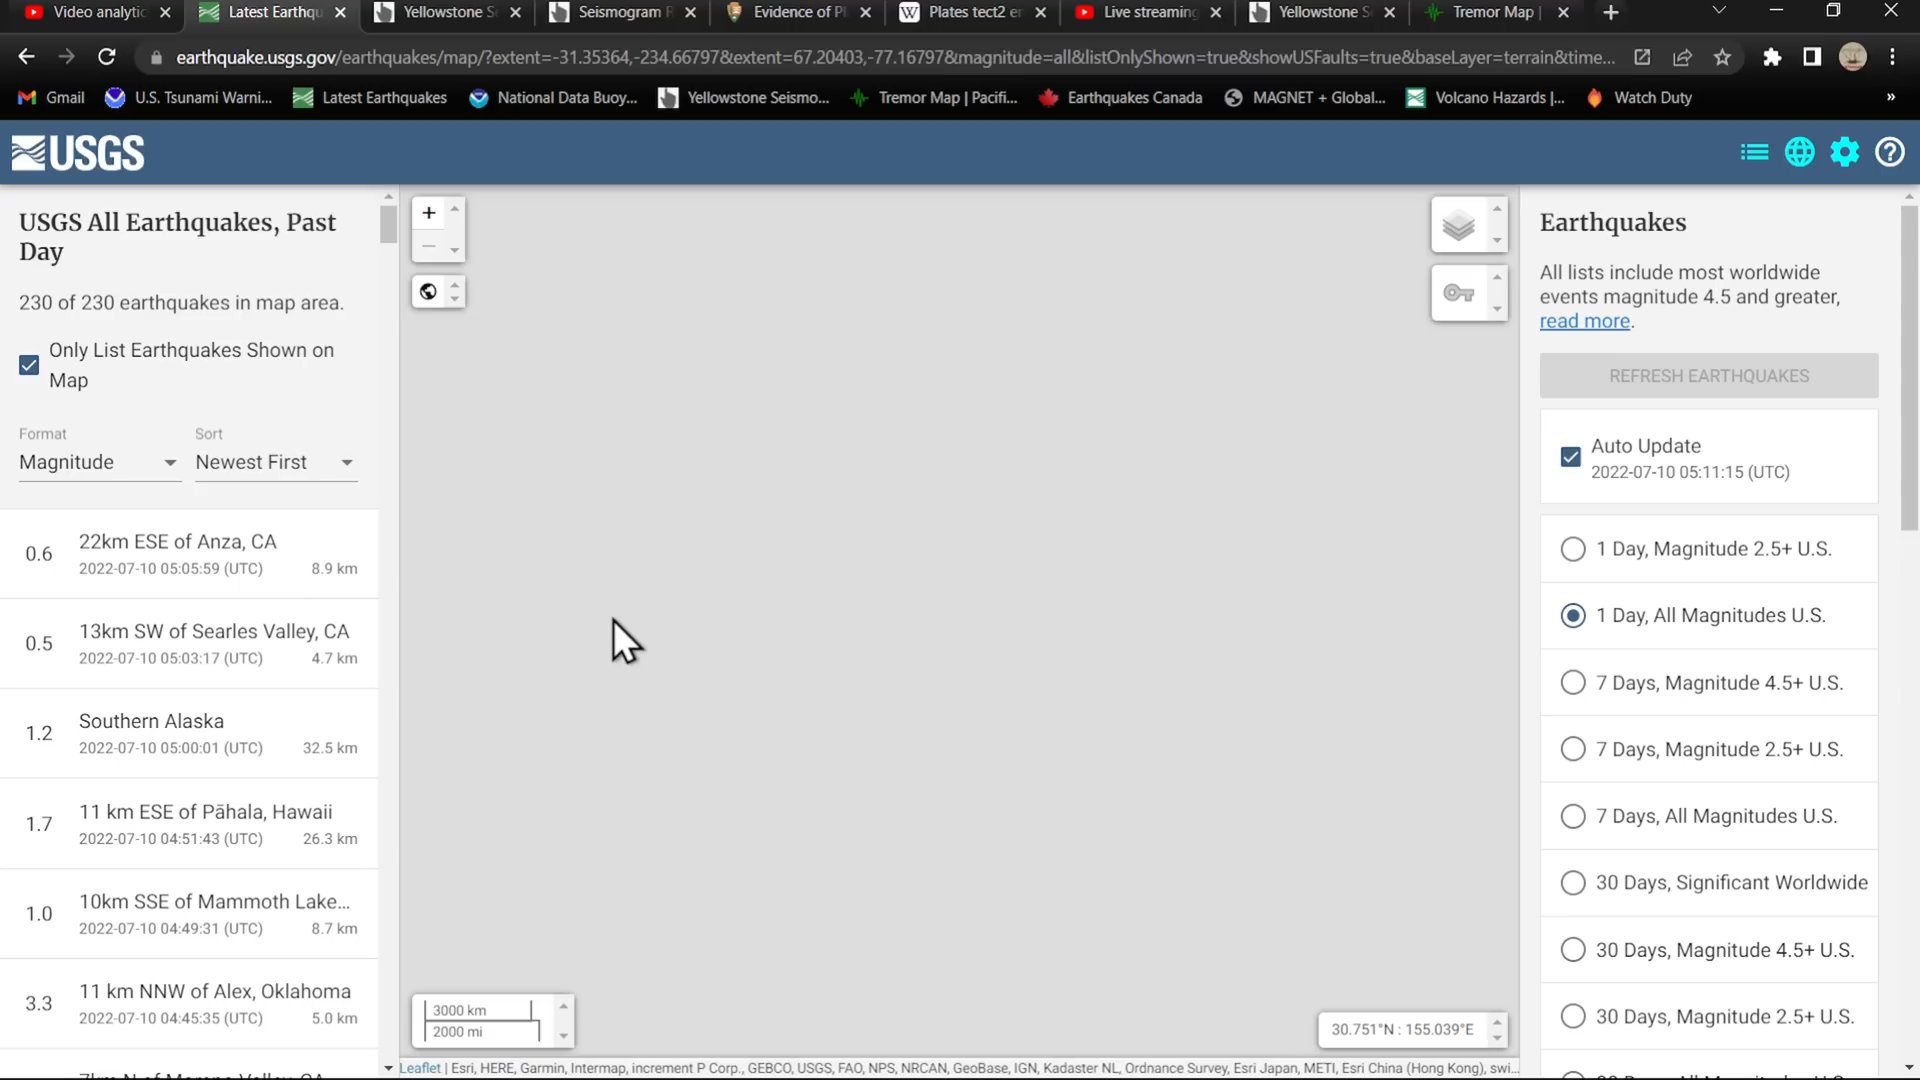 Video analytic
Latest Earthqu
Yellowstone S
Seismogram R
Evidence of Pl
Plates tect2 e
Live streaming
Yellowstone S
Tremor Map |
earthquake.usgs.gov/earthquakes/map/?extent=-31.35364,-234.66797&extent=67.20403,-77.16797&magnitude=all&listOnlyShown=true&showUSFaults=true&baseLayer=terrain&time...
Gmail
U.S. Tsunami Warni...
Latest Earthquakes
National Data Buoy...
Yellowstone Seismo...
Tremor Map | Pacifi...
Earthquakes Canada
MAGNET + Global...
Volcano Hazards |...
Watch Duty
»
USGS
USGS All Earthquakes, Past
Day
230 of 230 earthquakes in map area.
Only List Earthquakes Shown on
Map
Format
Sort
Magnitude
Newest First
0.6
22km ESE of Anza, CA
2022-07-10 05:05:59 (UTC) 8.9 km
0.5
13km SW of Searles Valley, CA
2022-07-10 05:03:17 (UTC) 4.7 km
1.2
Southern Alaska
2022-07-10 05:00:01 (UTC) 32.5 km
1.7
11 km ESE of Pāhala, Hawaii
2022-07-10 04:51:43 (UTC) 26.3 km
1.0
10km SSE of Mammoth Lake...
2022-07-10 04:49:31 (UTC) 8.7 km
3.3
11 km NNW of Alex, Oklahoma
2022-07-10 04:45:35 (UTC) 5.0 km
3000 km
2000 mi
30.751°N : 155.039°E
Leaflet | Esri, HERE, Garmin, Intermap, increment P Corp., GEBCO, USGS, FAO, NPS, NRCAN, GeoBase, IGN, Kadaster NL, Ordnance Survey, Esri Japan, METI, Esri China (Hong Kong), swi...
Earthquakes
All lists include most worldwide
events magnitude 4.5 and greater,
read more.
REFRESH EARTHQUAKES
Auto Update
2022-07-10 05:11:15 (UTC)
1 Day, Magnitude 2.5+ U.S.
1 Day, All Magnitudes U.S.
7 Days, Magnitude 4.5+ U.S.
7 Days, Magnitude 2.5+ U.S.
7 Days, All Magnitudes U.S.
30 Days, Significant Worldwide
30 Days, Magnitude 4.5+ U.S.
30 Days, Magnitude 2.5+ U.S.